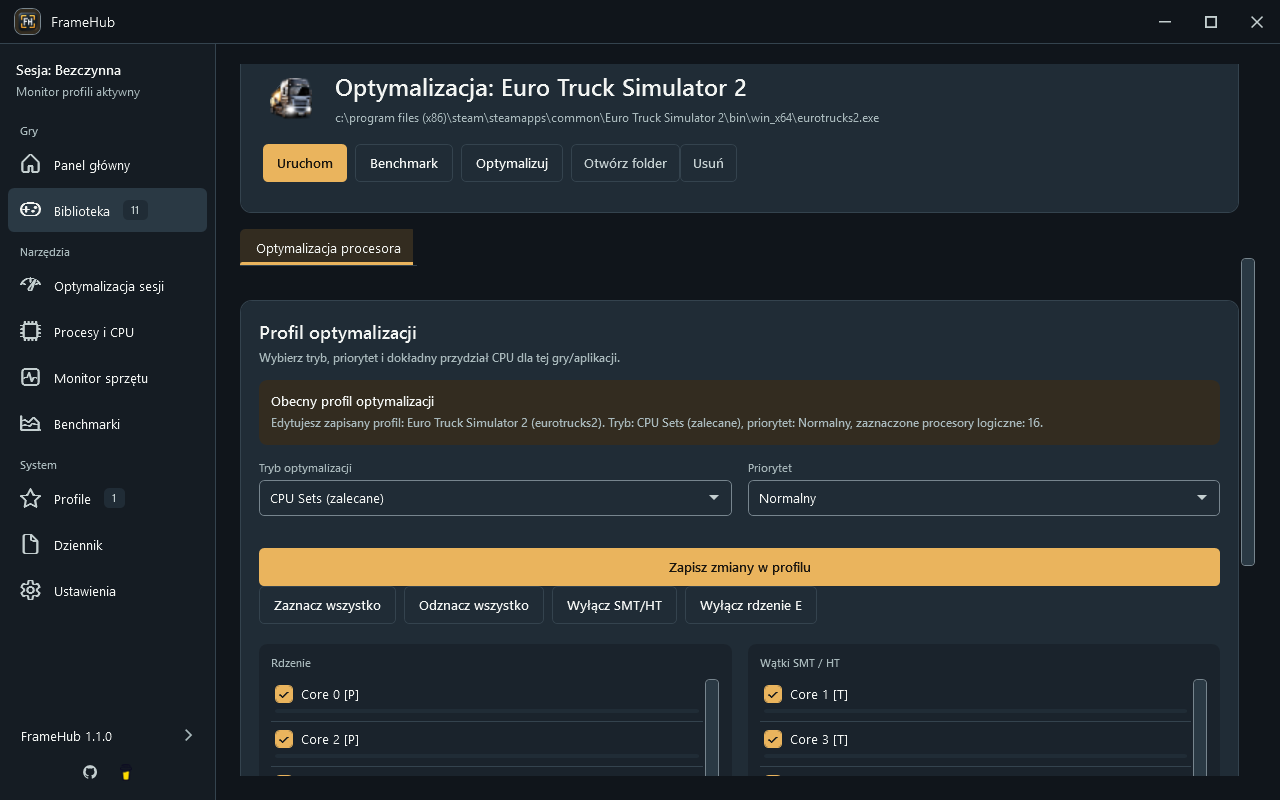 FH FrameHub
Sesja: Bezczynna
Monitor profili aktywny
Gry
Panel główny
Biblioteka 11
Narzędzia
Optymalizacja sesji
Procesy i CPU
Monitor sprzętu
Benchmarki
System
Profile 1
Dziennik
Ustawienia
FrameHub 1.1.0
Optymalizacja: Euro Truck Simulator 2
c:\program files (x86)\steam\steamapps\common\Euro Truck Simulator 2\bin\win_x64\eurotrucks2.exe
Uruchom Benchmark Optymalizuj Otwórz folder Usuń
Optymalizacja procesora
Profil optymalizacji
Wybierz tryb, priorytet i dokładny przydział CPU dla tej gry/aplikacji.
Obecny profil optymalizacji
Edytujesz zapisany profil: Euro Truck Simulator 2 (eurotrucks2). Tryb: CPU Sets (zalecane), priorytet: Normalny, zaznaczone procesory logiczne: 16.
Tryb optymalizacji Priorytet
CPU Sets (zalecane) Normalny
Zapisz zmiany w profilu
Zaznacz wszystko Odznacz wszystko Wyłącz SMT/HT Wyłącz rdzenie E
Rdzenie Wątki SMT / HT
Core 0 [P] Core 1 [T]
Core 2 [P] Core 3 [T]